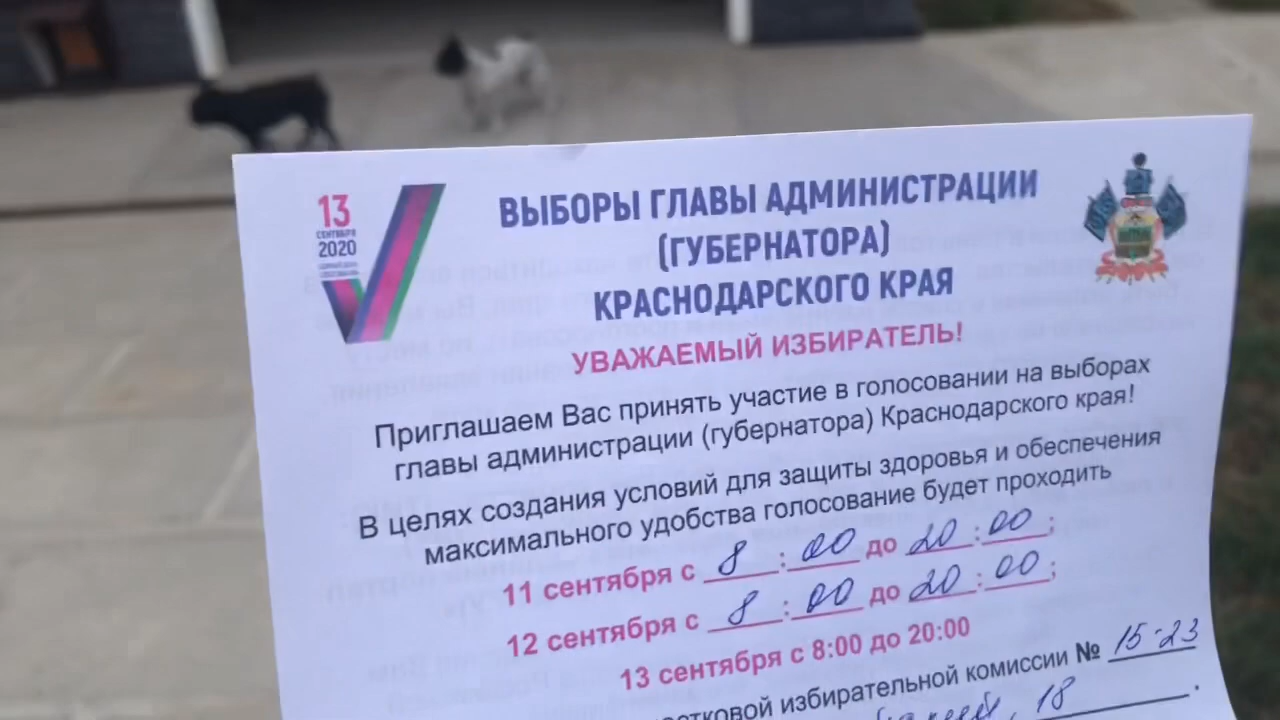 13
СЕНТЯБРЯ
2020
ВЫБОРЫ ГЛАВЫ АДМИНИСТРАЦИИ
(ГУБЕРНАТОРА)
КРАСНОДАРСКОГО КРАЯ
УВАЖАЕМЫЙ ИЗБИРАТЕЛЬ!
Приглашаем Вас принять участие в голосовании на выборах
главы администрации (губернатора) Краснодарского края!
В целях создания условий для защиты здоровья и обеспечения
максимального удобства голосование будет проходить
11 сентября с 8:00 до 20:00;
12 сентября с 8:00 до 20:00;
13 сентября с 8:00 до 20:00
избирательной комиссии № 15-23
18.